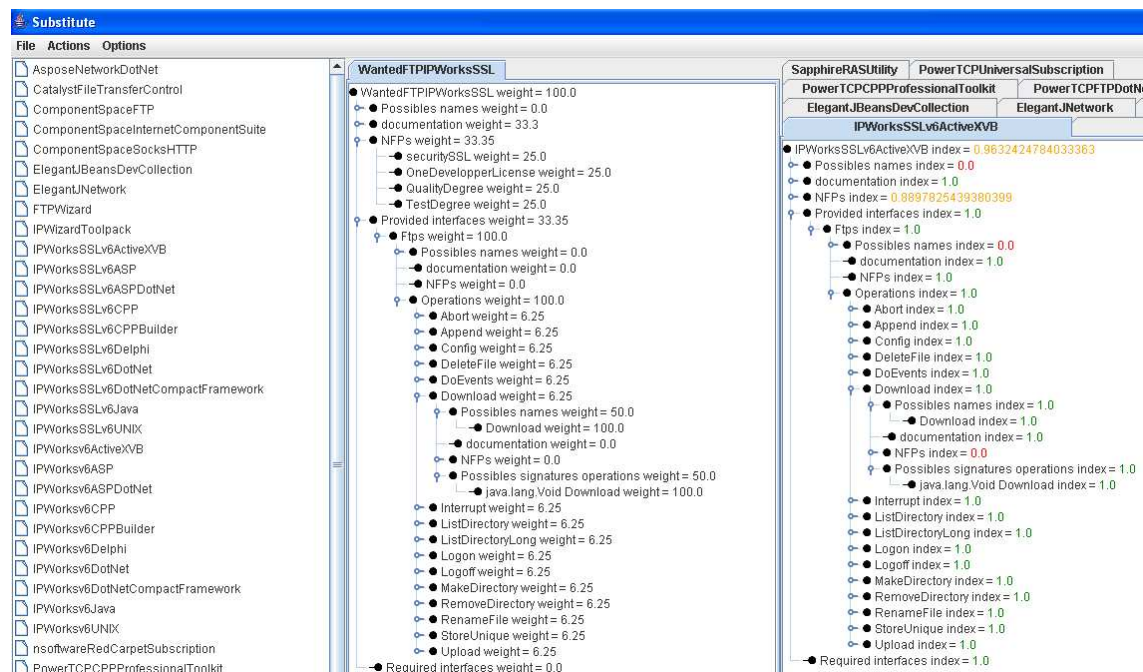 Substitute
File Actions Options
AsposeNetworkDotNet
CatalystFileTransferControl
ComponentSpaceFTP
ComponentSpaceInternetComponentSuite
ComponentSpaceSocksHTTP
ElegantJBeansDevCollection
ElegantJNetwork
FTPWizard
IPWizardToolpack
IPWorksSSLv6ActiveXVB
IPWorksSSLv6ASP
IPWorksSSLv6ASPDotNet
IPWorksSSLv6CPP
IPWorksSSLv6CPPBuilder
IPWorksSSLv6Delphi
IPWorksSSLv6DotNet
IPWorksSSLv6DotNetCompactFramework
IPWorksSSLv6Java
IPWorksSSLv6UNIX
IPWorksv6ActiveXVB
IPWorksv6ASP
IPWorksv6ASPDotNet
IPWorksv6CPP
IPWorksv6CPPBuilder
IPWorksv6Delphi
IPWorksv6DotNet
IPWorksv6DotNetCompactFramework
IPWorksv6Java
IPWorksv6UNIX
nsoftwareRedCarpetSubscription
PowerTCPCPPProfessionalToolkit
WantedFTPIPWorksSSL
WantedFTPIPWorksSSL weight = 100.0
Possibles names weight = 0.0
documentation weight = 33.3
NFPs weight = 33.35
securitySSL weight = 25.0
OneDevelopperLicense weight = 25.0
QualityDegree weight = 25.0
TestDegree weight = 25.0
Provided interfaces weight = 33.35
Ftps weight = 100.0
Possibles names weight = 0.0
documentation weight = 0.0
NFPs weight = 0.0
Operations weight = 100.0
Abort weight = 6.25
Append weight = 6.25
Config weight = 6.25
DeleteFile weight = 6.25
DoEvents weight = 6.25
Download weight = 6.25
Possibles names weight = 50.0
Download weight = 100.0
documentation weight = 0.0
NFPs weight = 0.0
Possibles signatures operations weight = 50.0
java.lang.Void Download weight = 100.0
Interrupt weight = 6.25
ListDirectory weight = 6.25
ListDirectoryLong weight = 6.25
Logon weight = 6.25
Logoff weight = 6.25
MakeDirectory weight = 6.25
RemoveDirectory weight = 6.25
RenameFile weight = 6.25
StoreUnique weight = 6.25
Upload weight = 6.25
Required interfaces weight = 0.0
SapphireRASUtility PowerTCPUniversalSubscription
PowerTCPCPPProfessionalToolkit PowerTCPFTPDotNe
ElegantJBeansDevCollection ElegantJNetwork
IPWorksSSLv6ActiveXVB
IPWorksSSLv6ActiveXVB index = 0.9632424784033363
Possibles names index = 0.0
documentation index = 1.0
NFPs index = 0.8897825439380399
Provided interfaces index = 1.0
Ftps index = 1.0
Possibles names index = 0.0
documentation index = 1.0
NFPs index = 1.0
Operations index = 1.0
Abort index = 1.0
Append index = 1.0
Config index = 1.0
DeleteFile index = 1.0
DoEvents index = 1.0
Download index = 1.0
Possibles names index = 1.0
Download index = 1.0
documentation index = 1.0
NFPs index = 0.0
Possibles signatures operations index = 1.0
java.lang.Void Download index = 1.0
Interrupt index = 1.0
ListDirectory index = 1.0
ListDirectoryLong index = 1.0
Logon index = 1.0
Logoff index = 1.0
MakeDirectory index = 1.0
RemoveDirectory index = 1.0
RenameFile index = 1.0
StoreUnique index = 1.0
Upload index = 1.0
Required interfaces index = 1.0